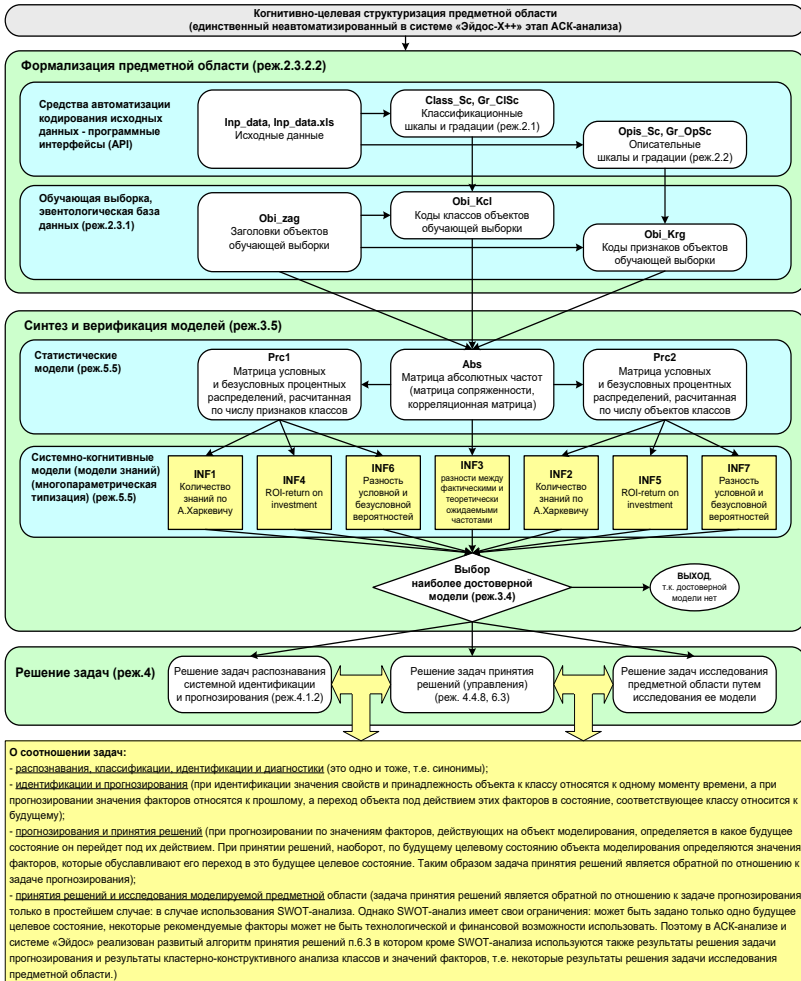 Когнитивно-целевая структуризация предметной области
(единственный неавтоматизированный в системе «Эйдос-X++» этап АСК-анализа)
Формализация предметной области (реж.2.3.2.2)
Средства автоматизации
кодирования исходных
данных - программные
интерфейсы (API)
Inp_data, Inp_data.xls
Исходные данные
Class_Sc, Gr_ClSc
Классификационные
шкалы и градации (реж.2.1)
Opis_Sc, Gr_OpSc
Описательные
шкалы и градации (реж.2.2)
Обучающая выборка,
эвентологическая база
данных (реж.2.3.1)
Obi_zag
Заголовки объектов
обучающей выборки
Obi_Kcl
Коды классов объектов
обучающей выборки
Obi_Krg
Коды признаков объектов
обучающей выборки
Синтез и верификация моделей (реж.3.5)
Статистические
модели (реж.5.5)
Prc1
Матрица условных
и безусловных процентных
распределений, расчитанная
по числу признаков классов
Abs
Матрица абсолютных частот
(матрица сопряженности,
корреляционная матрица)
Prc2
Матрица условных
и безусловных процентных
распределений, расчитанная
по числу объектов классов
Системно-когнитивные
модели (модели знаний)
(многопараметрическая
типизация) (реж.5.5)
INF1
Количество
знаний по
А.Харкевичу
INF4
ROI-return on
investment
INF6
Разность
условной и
безусловной
вероятностей
INF3
разности между
фактическими и
теоретически
ожидаемыми
частотами
INF2
Количество
знаний по
А.Харкевичу
INF5
ROI-return on
investment
INF7
Разность
условной и
безусловной
вероятностей
Выбор
наиболее достоверной
модели (реж.3.4)
ВЫХОД,
т.к. достоверной
модели нет
Решение задач (реж.4)
Решение задач распознавания
системной идентификации
и прогнозирования (реж.4.1.2)
Решение задач принятия
решений (управления)
(реж. 4.4.8, 6.3)
Решение задач исследования
предметной области путем
исследования ее модели
О соотношении задач:
- распознавания, классификации, идентификации и диагностики (это одно и тоже, т.е. синонимы);
- идентификации и прогнозирования (при идентификации значения свойств и принадлежность объекта к классу относятся к одному моменту времени, а при
прогнозировании значения факторов относятся к прошлому, а переход объекта под действием этих факторов в состояние, соответствующее классу относится к
будущему);
- прогнозирования и принятия решений (при прогнозировании по значениям факторов, действующих на объект моделирования, определяется в какое будущее
состояние он перейдет под их действием. При принятии решений, наоборот, по будущему целевому состоянию объекта моделирования определяются значения
факторов, которые обуславливают его переход в это будущее целевое состояние. Таким образом задача принятия решений является обратной по отношению к
задаче прогнозирования);
- принятия решений и исследования моделируемой предметной области (задача принятия решений является обратной по отношению к задаче прогнозирования
только в простейшем случае: в случае использования SWOT-анализа. Однако SWOT-анализ имеет свои ограничения: может быть задано только одно будущее
целевое состояние, некоторые рекомендуемые факторы может не быть технологической и финансовой возможности использовать. Поэтому в АСК-анализе и
системе «Эйдос» реализован развитый алгоритм принятия решений п.6.3 в котором кроме SWOT-анализа используются также результаты решения задачи
прогнозирования и результаты кластерно-конструктивного анализа классов и значений факторов, т.е. некоторые результаты решения задачи исследования
предметной области.)